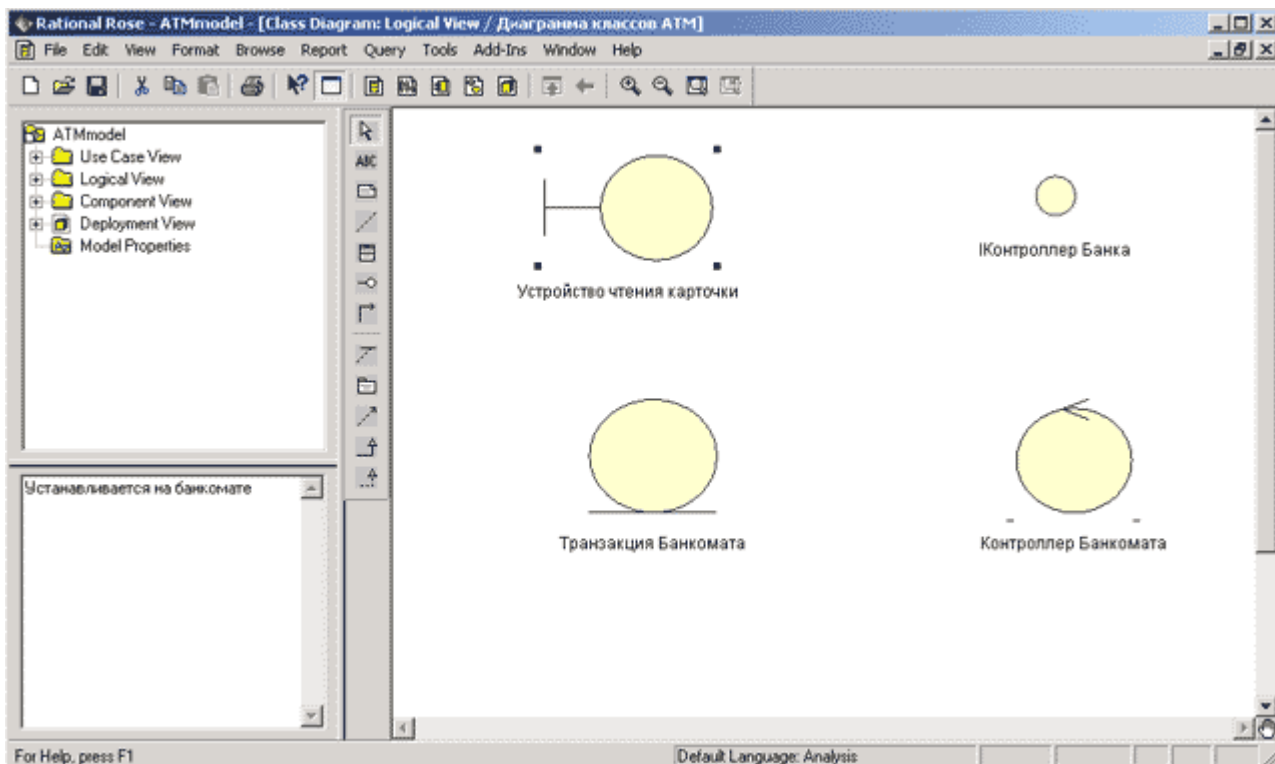 Rational Rose - ATMmodel - [Class Diagram: Logical View / Диаграмма классов ATM]
File Edit View Format Browse Report Query Tools Add-Ins Window Help
ATMmodel
Use Case View
Logical View
Component View
Deployment View
Model Properties
ABC
Устройство чтения карточки
IКонтроллер Банка
Транзакция Банкомата
Контроллер Банкомата
Устанавливается на банкомате
For Help, press F1
Default Language: Analysis